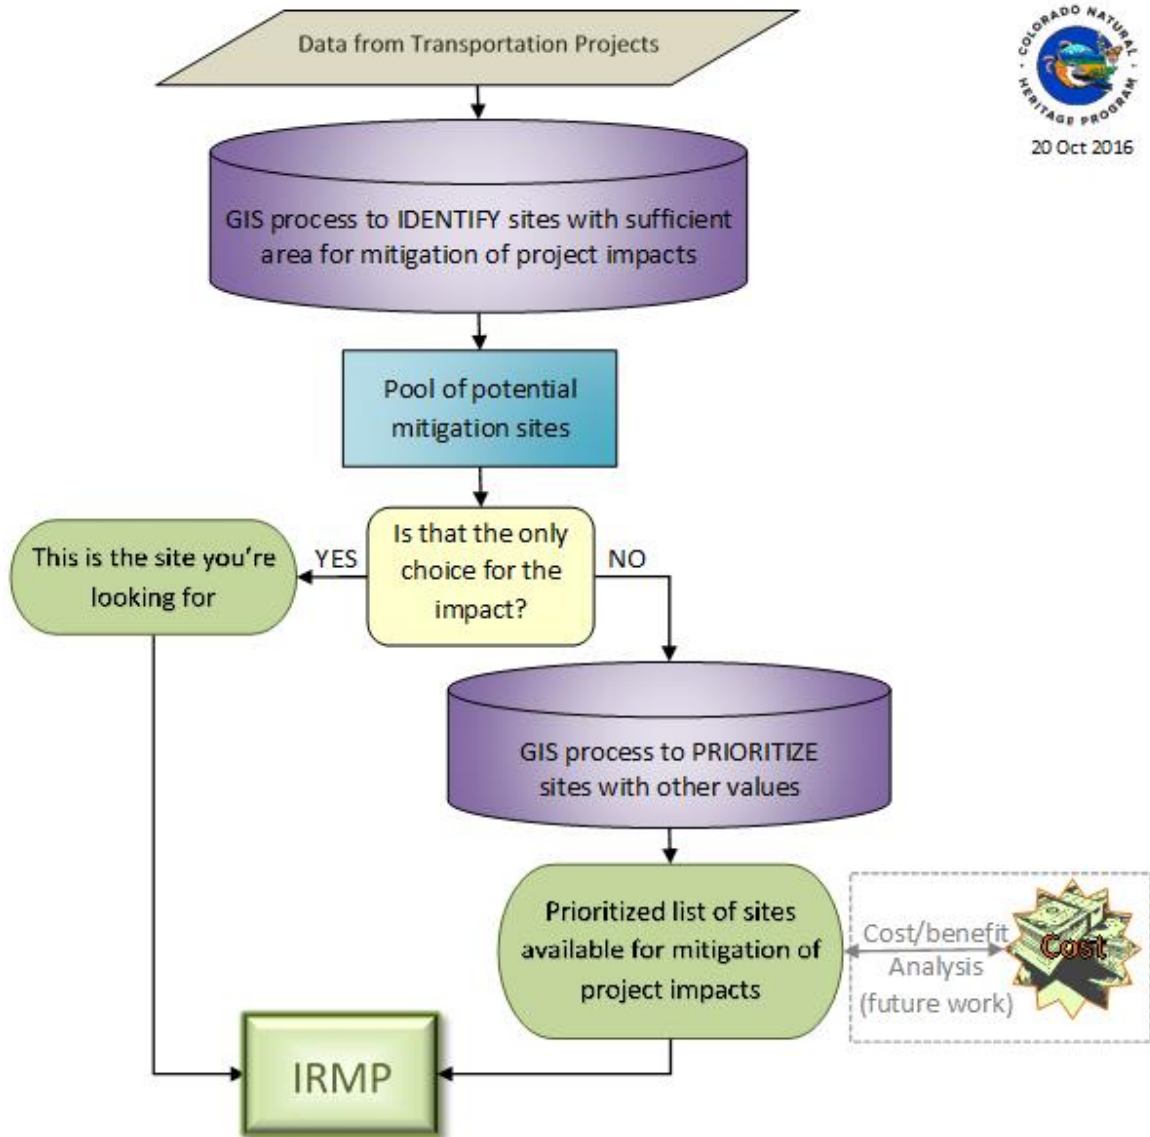 Data from Transportation Projects
COLORADO NATURAL
HERITAGE PROGRAM
20 Oct 2016
GIS process to IDENTIFY sites with sufficient
area for mitigation of project impacts
Pool of potential
mitigation sites
Is that the only
choice for the
impact?
YES
NO
This is the site you're
looking for
GIS process to PRIORITIZE
sites with other values
Prioritized list of sites
available for mitigation of
project impacts
Cost/benefit
Analysis
(future work)
Cost
IRMP